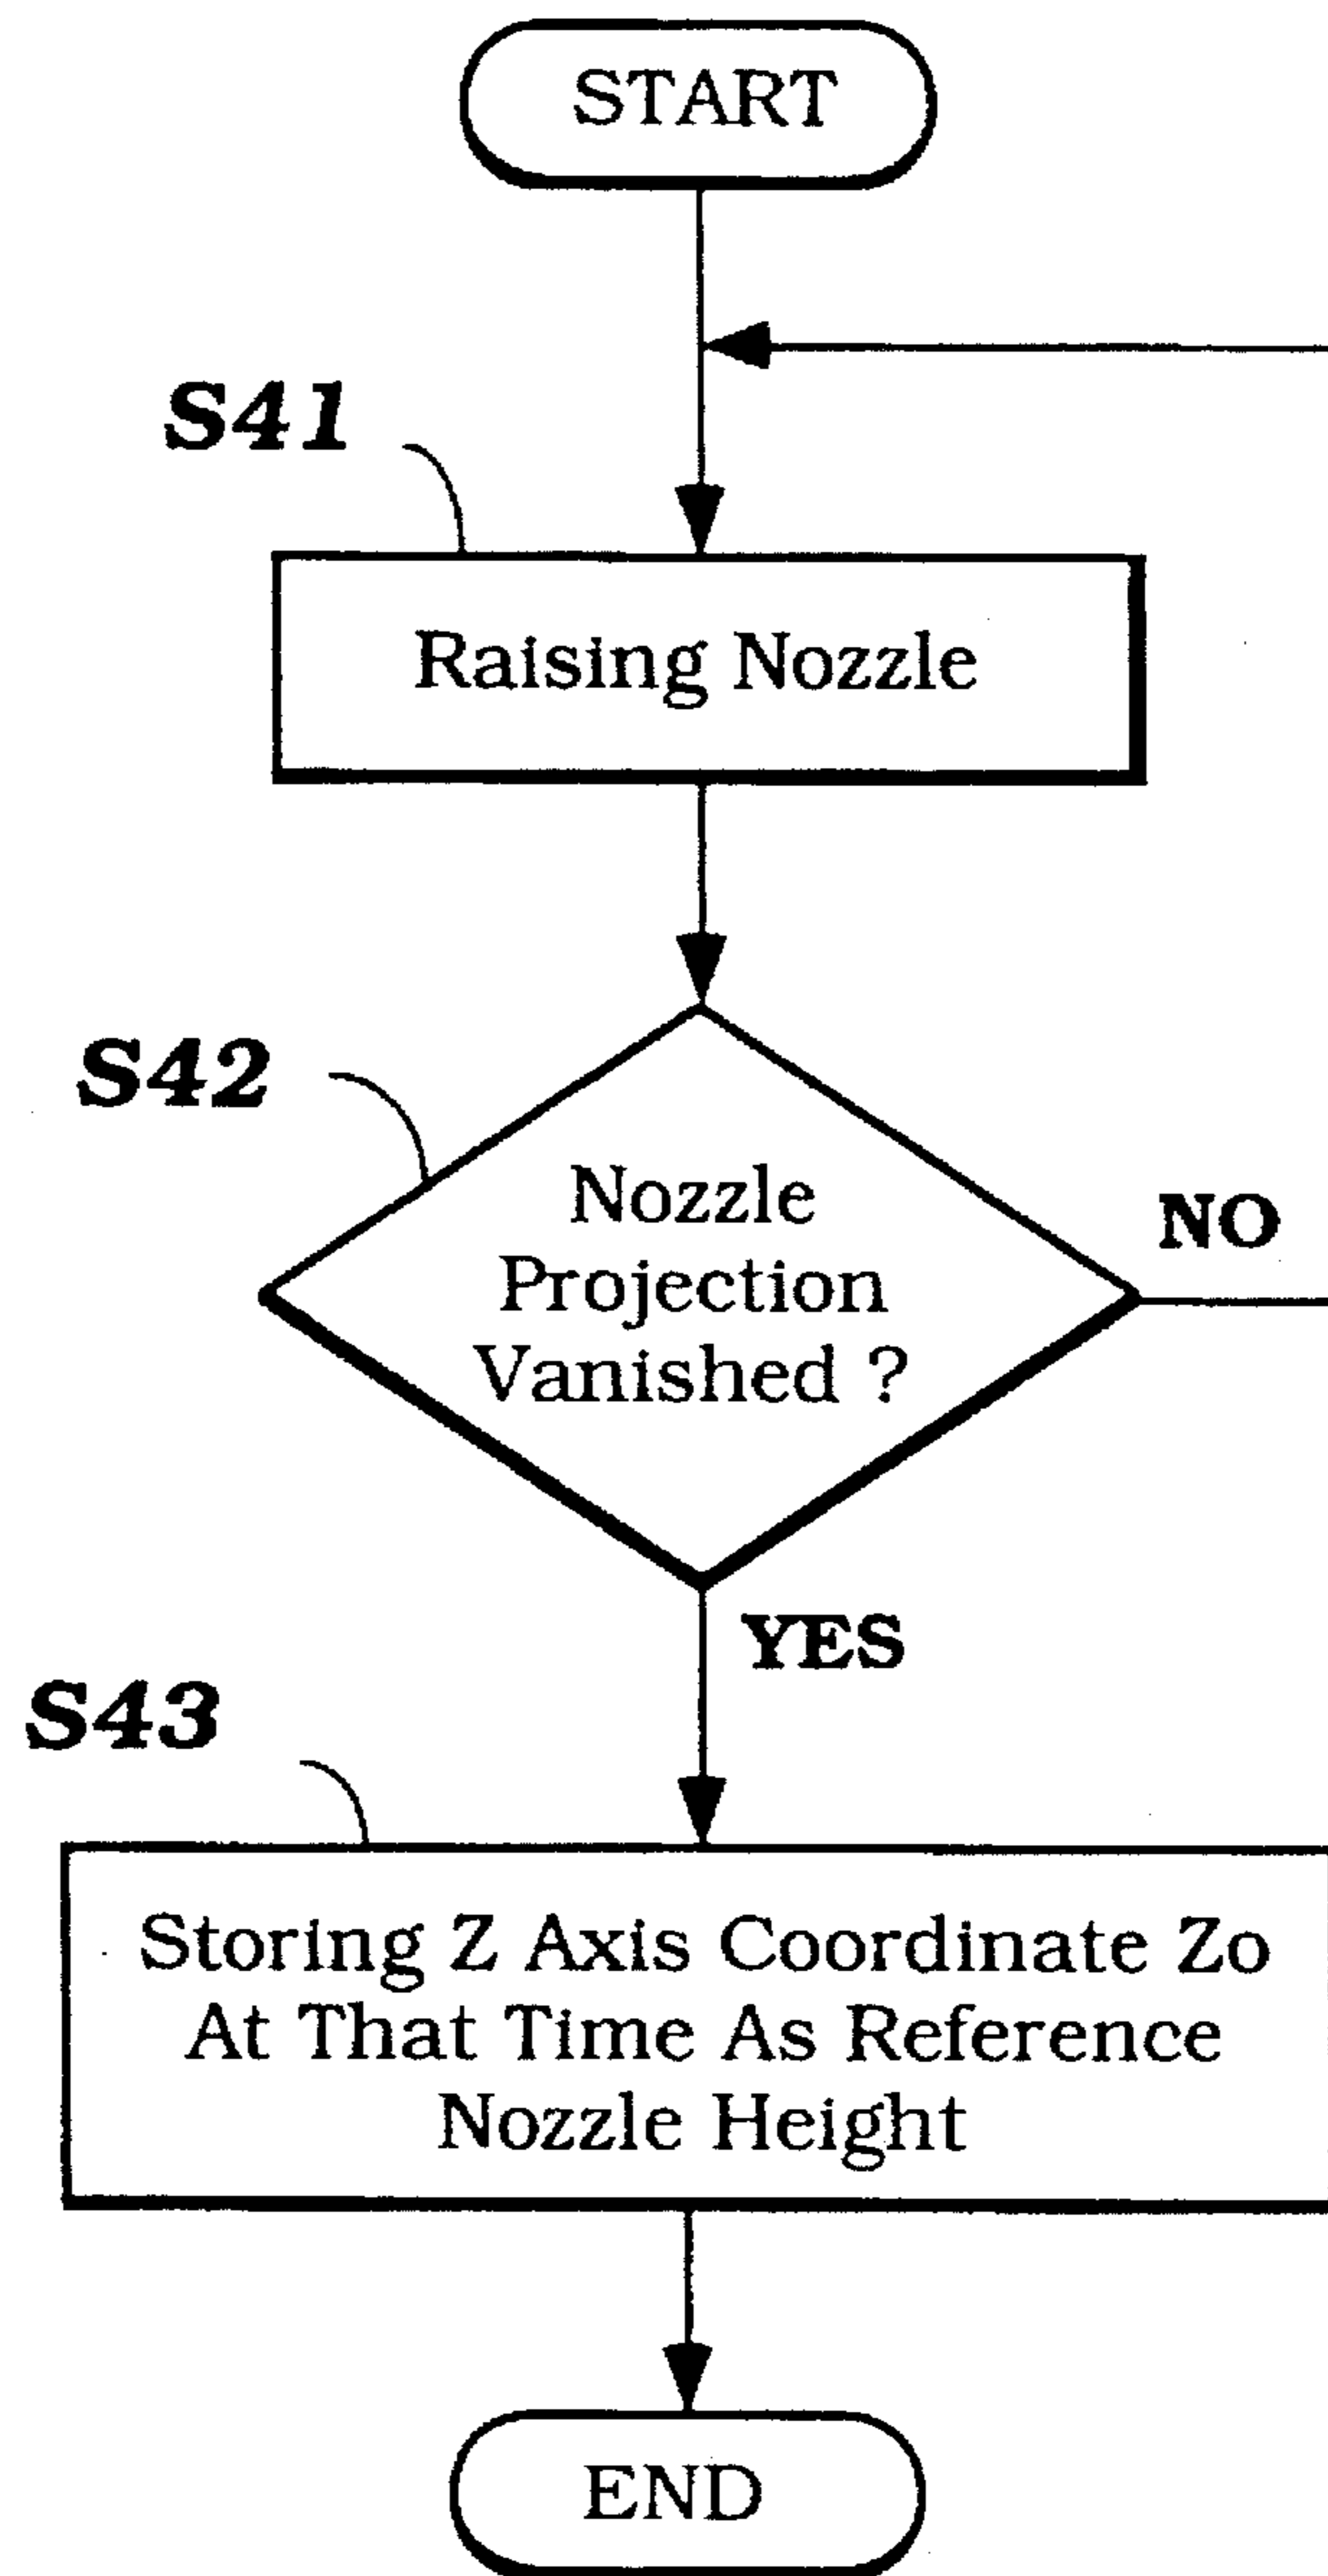 START
S41
Raising Nozzle
S42
Nozzle
Projection
Vanished ?
NO
YES
S43
Storing Z Axis Coordinate Zo
At That Time As Reference
Nozzle Height
END